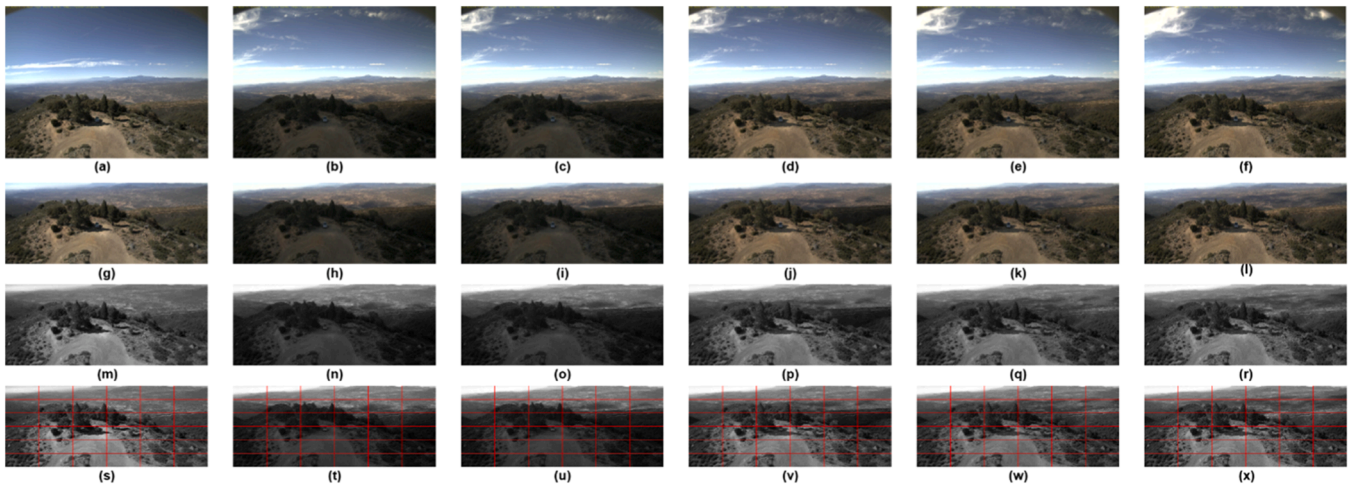 (a) (b) (c) (d) (e) (f)
(g) (h) (i) (j) (k) (l)
(m) (n) (o) (p) (q) (r)
(s) (t) (u) (v) (w) (x)